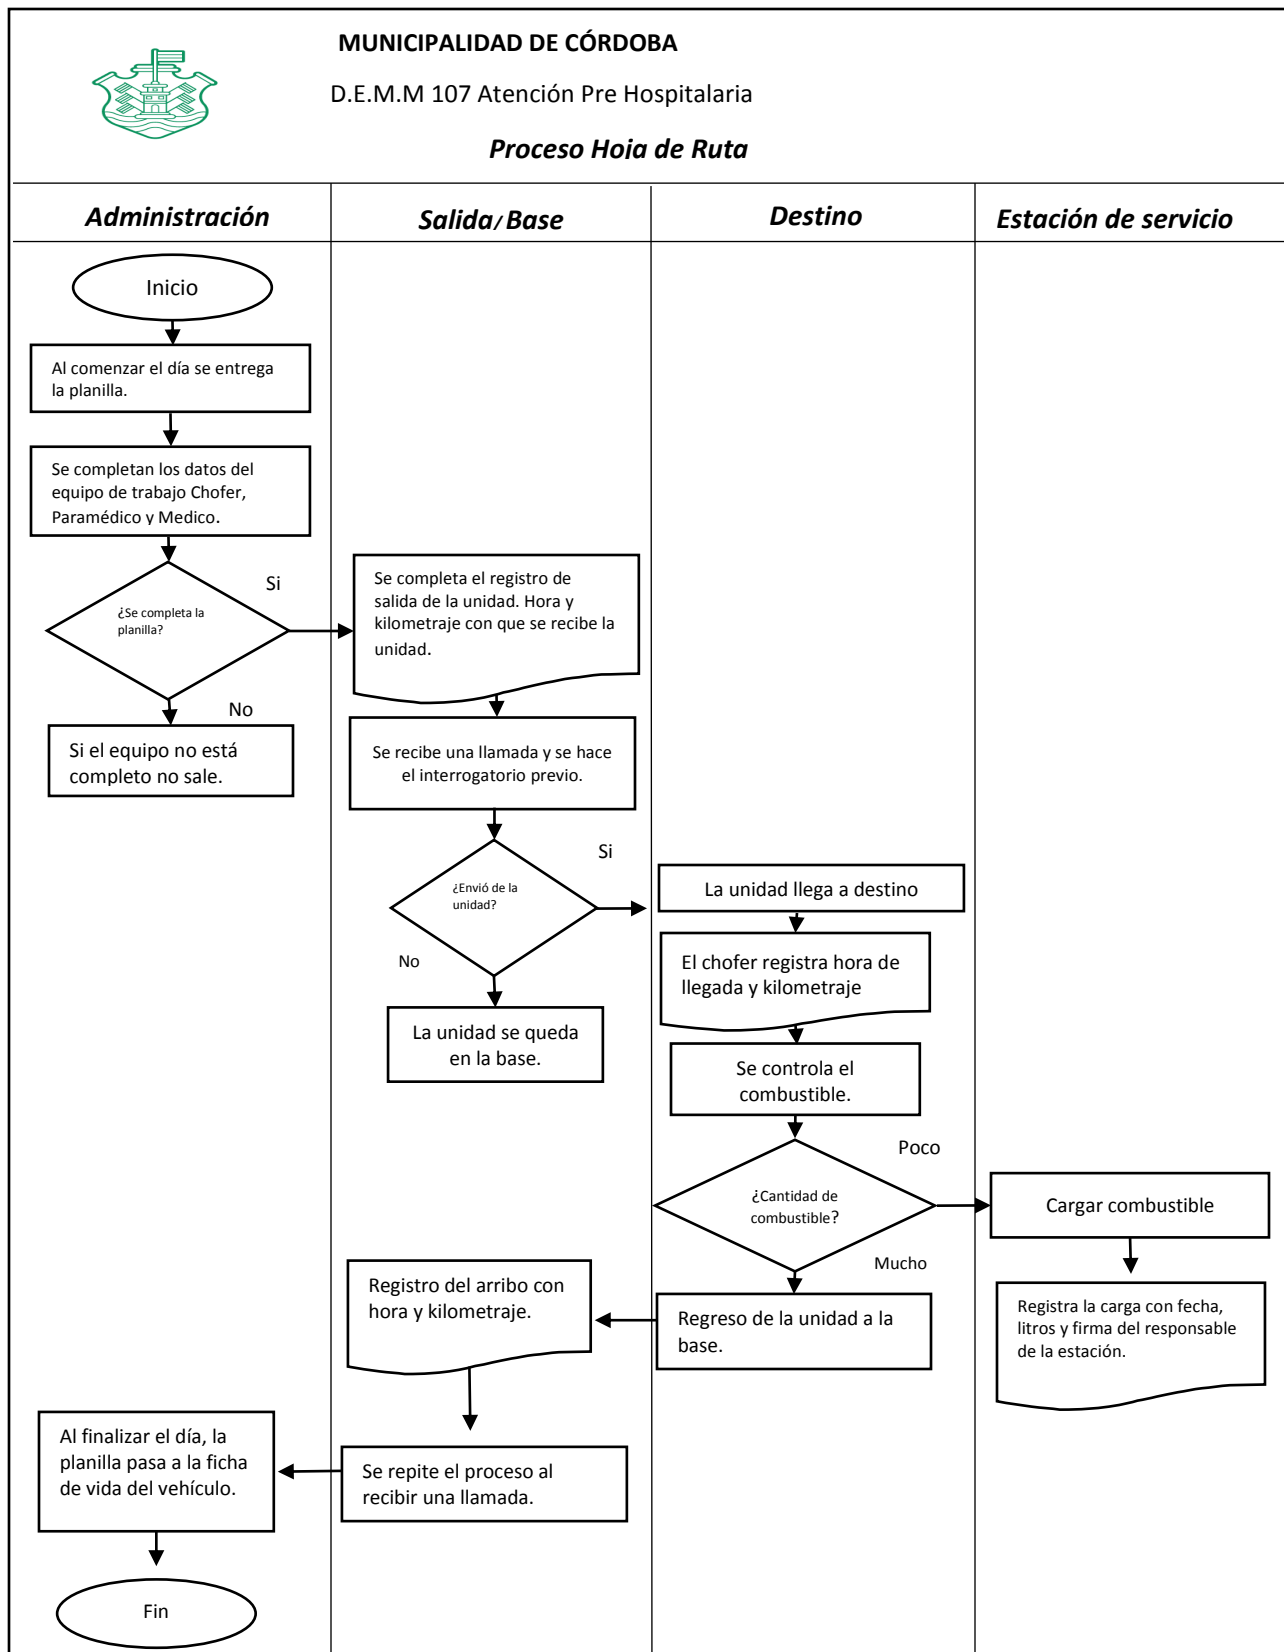 MUNICIPALIDAD DE CÓRDOBA
D.E.M.M 107 Atención Pre Hospitalaria
Proceso Hoja de Ruta
Administración
Salida/Base
Destino
Estación de servicio
Inicio
Al comenzar el día se entrega
la planilla.
Se completan los datos del
equipo de trabajo Chofer,
Paramédico y Medico.
¿Se completa la
planilla?
Si
No
Si el equipo no está
completo no sale.
Se completa el registro de
salida de la unidad. Hora y
kilometraje con que se recibe la
unidad.
Se recibe una llamada y se hace
el interrogatorio previo.
¿Envió de la
unidad?
Si
No
La unidad se queda
en la base.
La unidad llega a destino
El chofer registra hora de
llegada y kilometraje
Se controla el
combustible.
¿Cantidad de
combustible?
Poco
Mucho
Cargar combustible
Registra la carga con fecha,
litros y firma del responsable
de la estación.
Regreso de la unidad a la
base.
Registro del arribo con
hora y kilometraje.
Se repite el proceso al
recibir una llamada.
Al finalizar el día, la
planilla pasa a la ficha
de vida del vehículo.
Fin